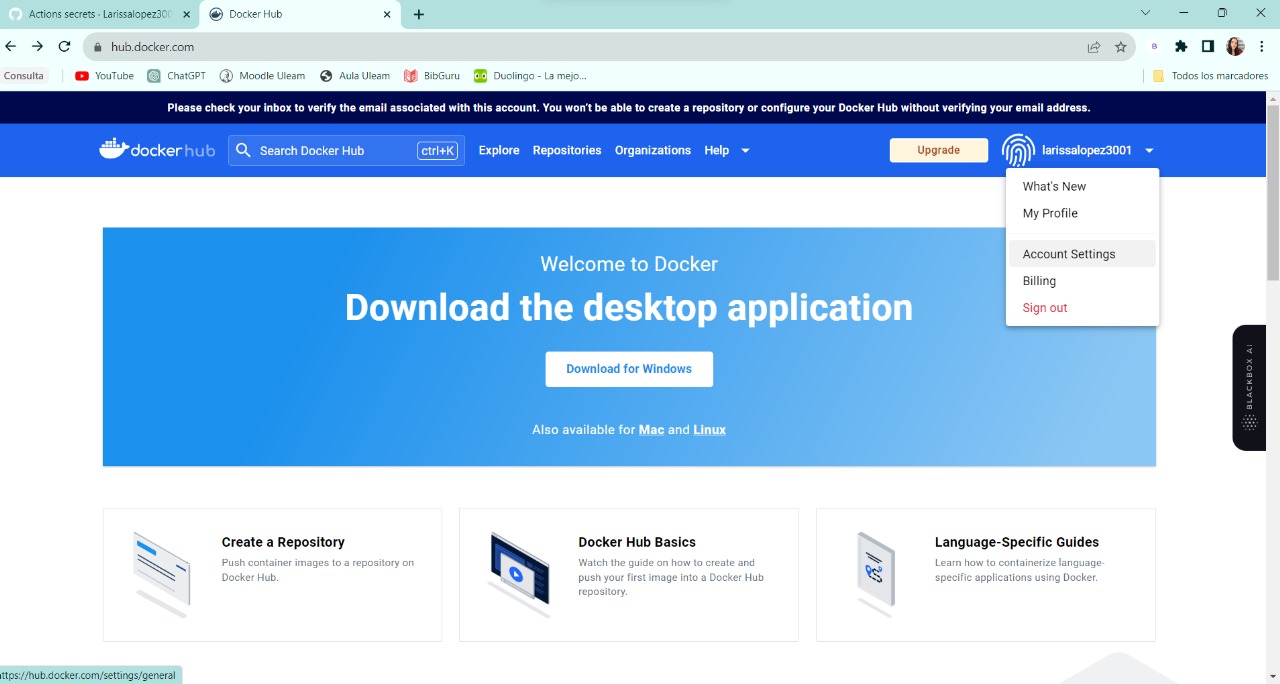 Actions secrets - Larissalopez300
Docker Hub
hub.docker.com
Consulta
YouTube
ChatGPT
Moodle Uleam
Aula Uleam
BibGuru
Duolingo - La mejo...
Todos los marcadores
Please check your inbox to verify the email associated with this account. You won't be able to create a repository or configure your Docker Hub without verifying your email address.
docker hub
Search Docker Hub
ctrl+K
Explore
Repositories
Organizations
Help
Upgrade
larissalopez3001
What's New
My Profile
Account Settings
Billing
Sign out
Welcome to Docker
Download the desktop application
Download for Windows
Also available for Mac and Linux
BLACKBOX AI
Create a Repository
Push container images to a repository on
Docker Hub.
Docker Hub Basics
Watch the guide on how to create and
push your first image into a Docker Hub
repository.
Language-Specific Guides
Learn how to containerize language-
specific applications using Docker.
https://hub.docker.com/settings/general